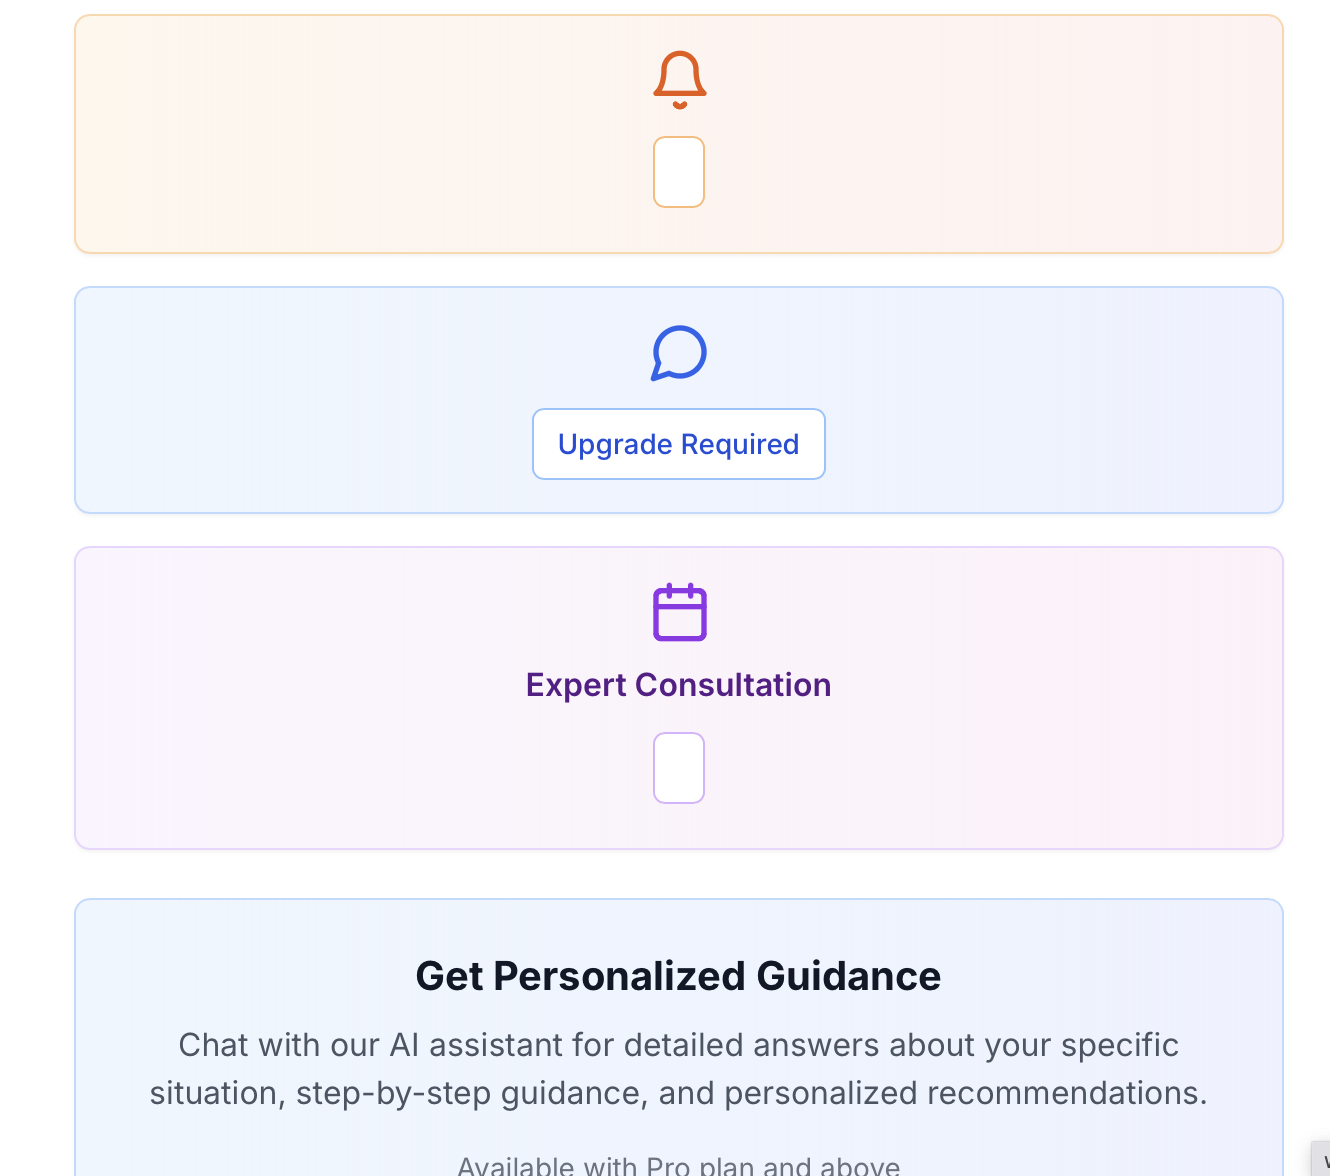 Upgrade Required
Expert Consultation
Get Personalized Guidance
Chat with our AI assistant for detailed answers about your specific
situation, step-by-step guidance, and personalized recommendations.
Available with Pro plan and above